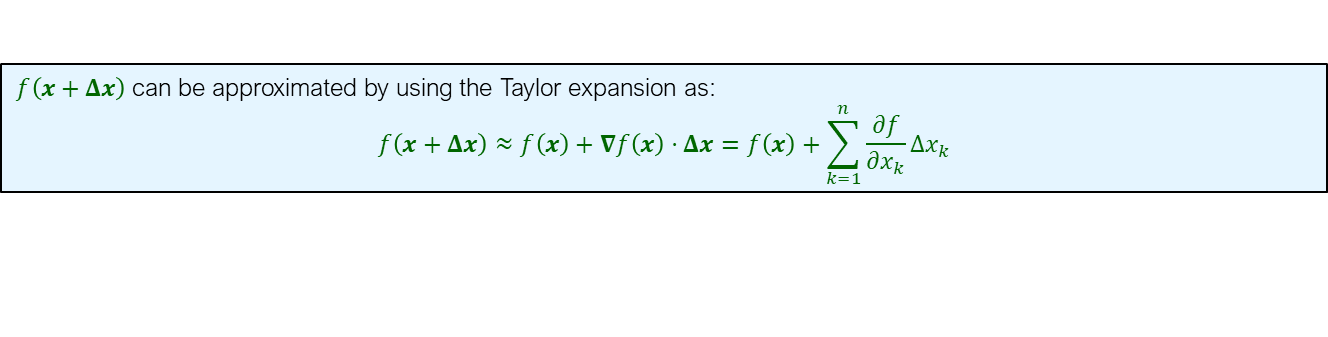 f(x + Δx) can be approximated by using the Taylor expansion as:
f(x + Δx) ≈ f(x) + ∇f(x) · Δx = f(x) + ∑_{k=1}^{n} ∂f/∂x_k Δx_k